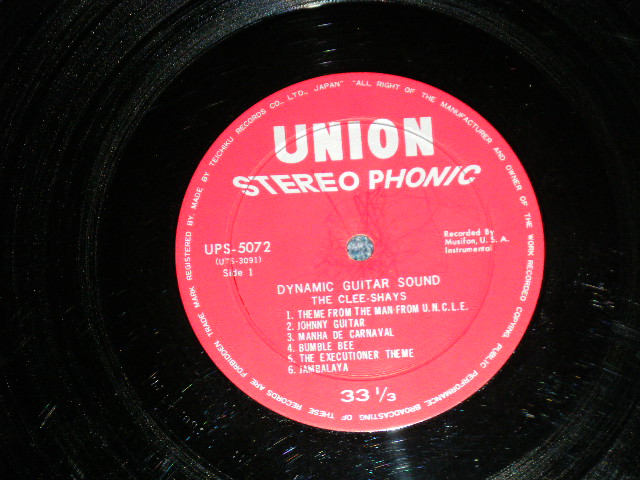 TRADE MARK REGISTERED BY. MADE BY TEICHIKU RECORDS CO., LTD., JAPAN" "ALL RIGHT OF THE MANUFACTURER AND OWNER OF THE WORK RECORDED COPYING, PUBLIC PERFORMANCE, BROADCASTING OF THESE RECORDS ARE FORBIDDEN
UNION
STEREO PHONIC
UPS-5072
(UPS-3091)
Side 1
Recorded By
Musifon, U. S. A.
Instrumental
DYNAMIC GUITAR SOUND
THE CLEE-SHAYS
1. THEME FROM THE MAN FROM U.N.C.L.E.
2. JOHNNY GUITAR
3. MANHA DE CARNAVAL
4. BUMBLE BEE
5. THE EXECUTIONER THEME
6. JAMBALAYA
33 1/3